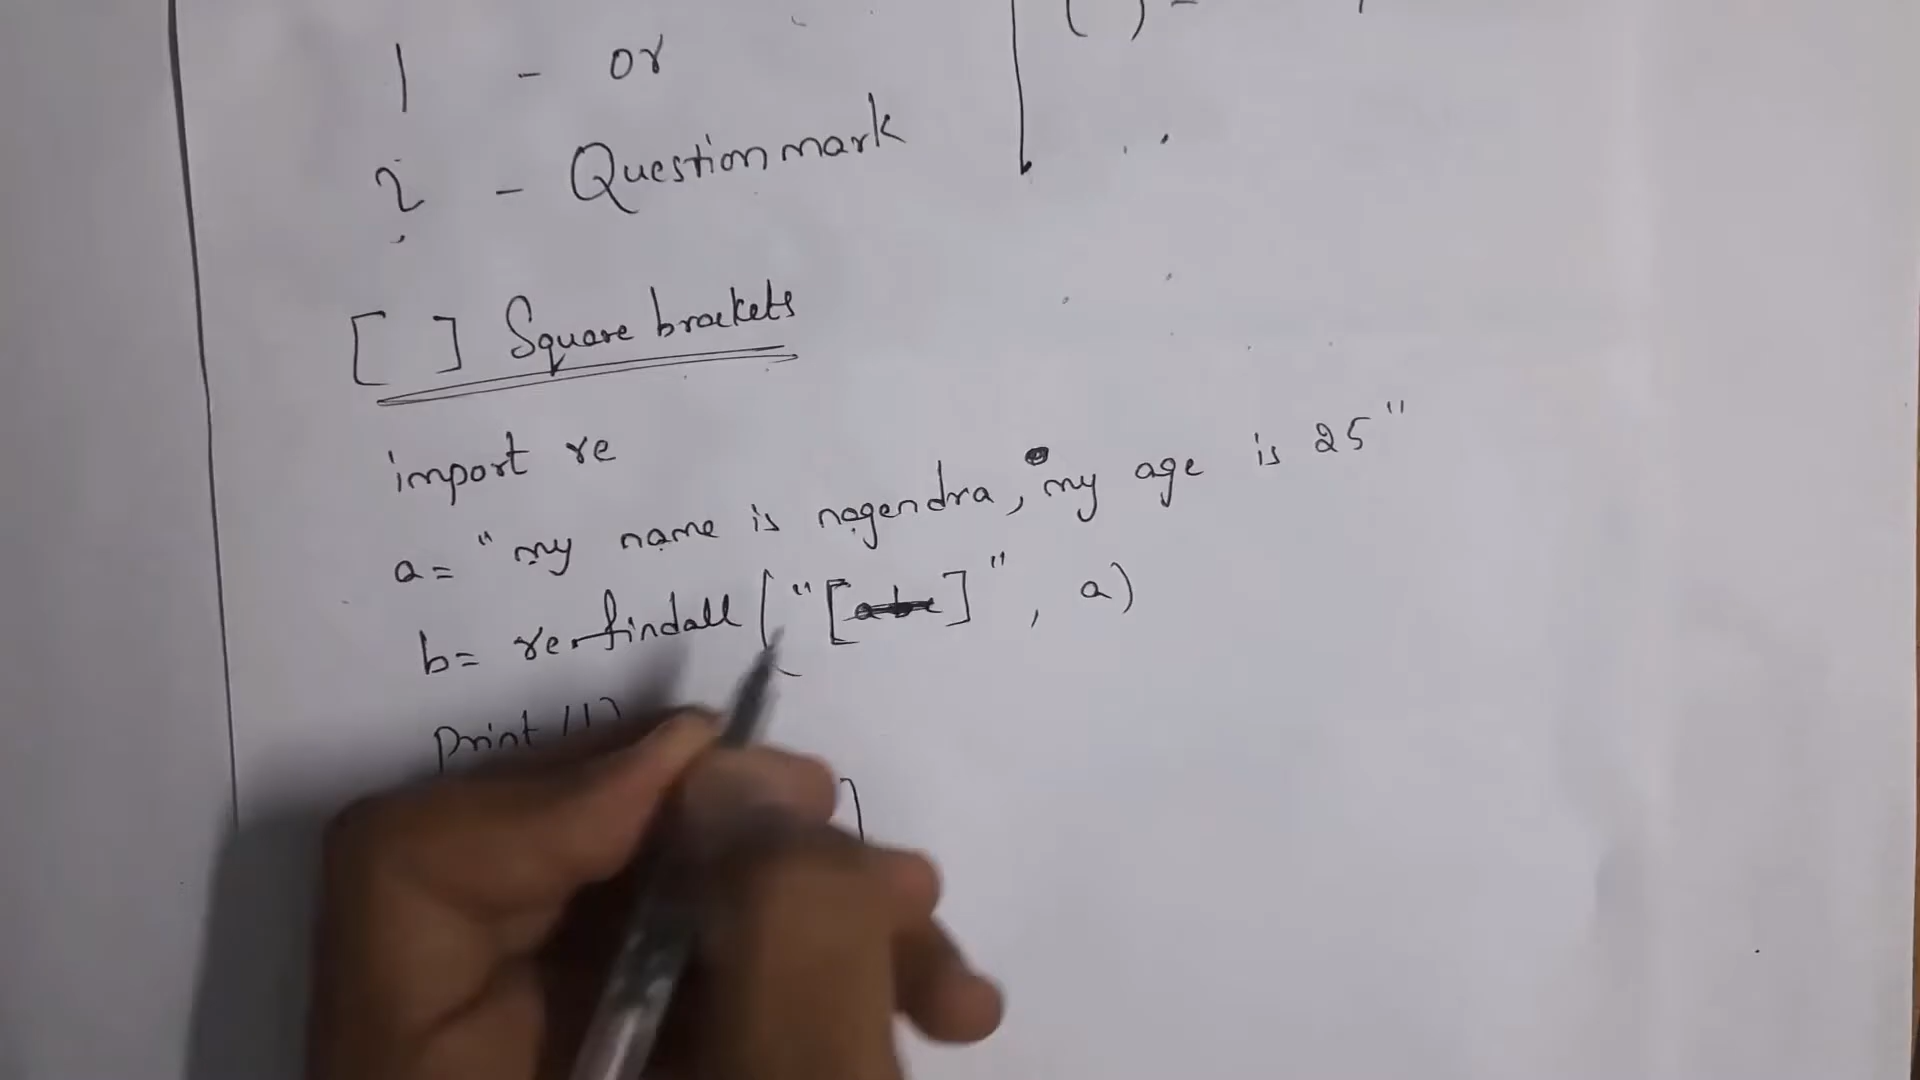 | - or
? - Question mark
( ) -
[ ] Square brackets
import re
a= "my name is nagendra, my age is 25"
b= re.findall ("[abc]", a)
Print
]